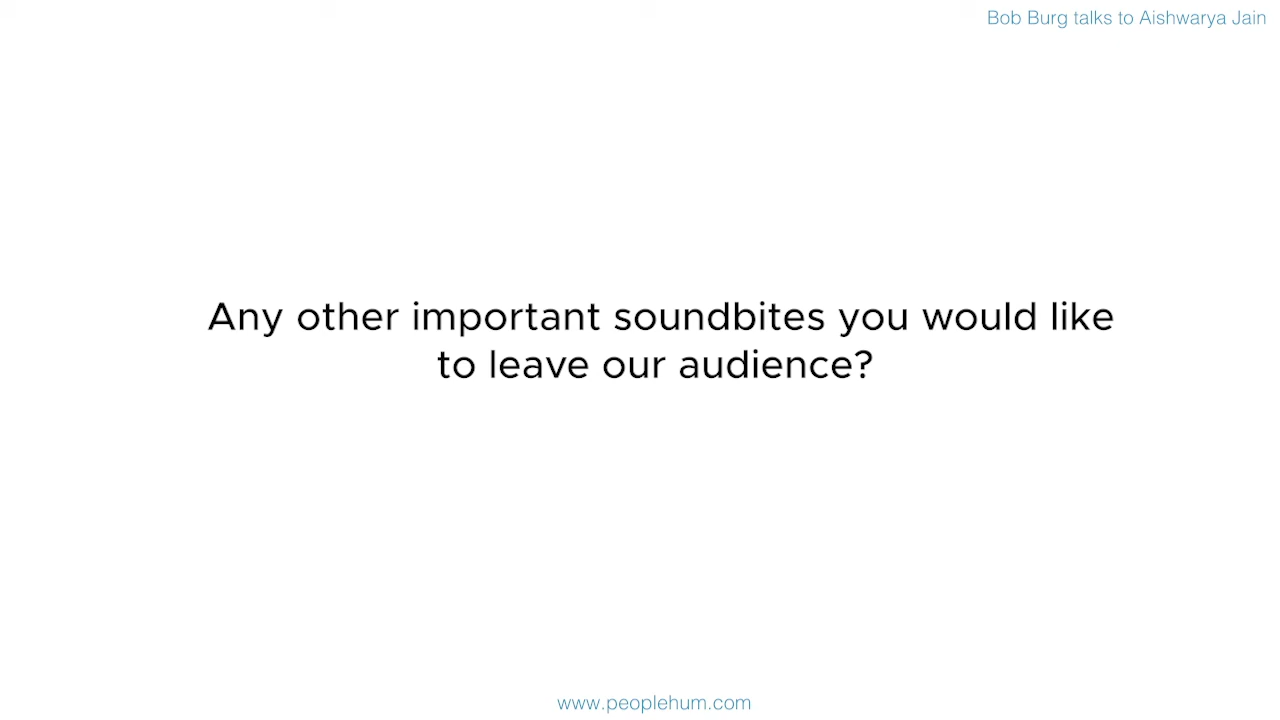 Bob Burg talks to Aishwarya Jain
Any other important soundbites you would like
to leave our audience?
www.peoplehum.com